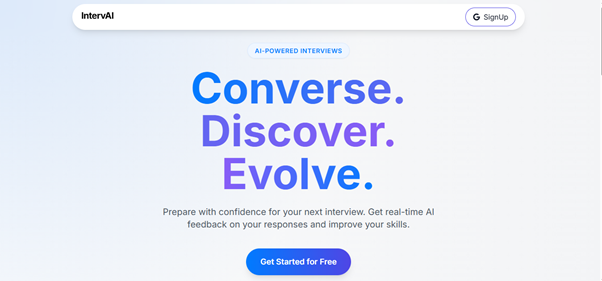 IntervAI
SignUp
AI-POWERED INTERVIEWS
Converse.
Discover.
Evolve.
Prepare with confidence for your next interview. Get real-time AI
feedback on your responses and improve your skills.
Get Started for Free